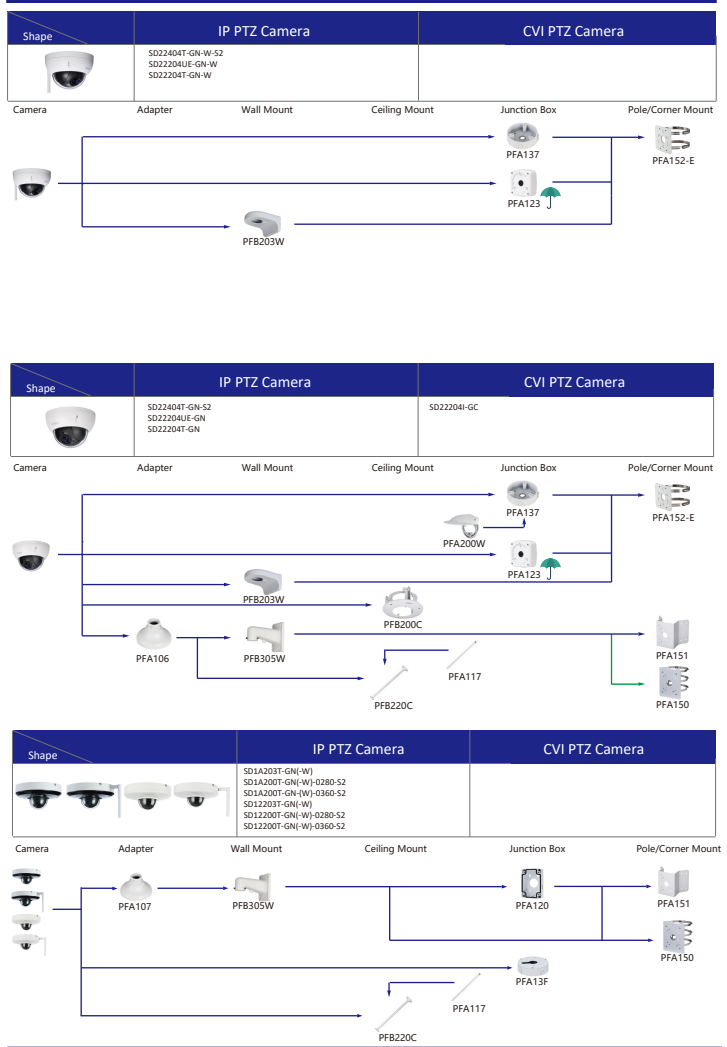 Shape IP PTZ Camera CVI PTZ Camera
SD22404T-GN-W-S2
SD22204UE-GN-W
SD22204T-GN-W
Camera Adapter Wall Mount Ceiling Mount Junction Box Pole/Corner Mount
PFA137
PFA152-E
PFA123
PFB203W
Shape IP PTZ Camera CVI PTZ Camera
SD22404T-GN-S2 SD22204I-GC
SD22204UE-GN
SD22204T-GN
Camera Adapter Wall Mount Ceiling Mount Junction Box Pole/Corner Mount
PFA137
PFA152-E
PFA200W
PFA123
PFB203W
PFB200C
PFA106 PFB305W PFA151
PFA117
PFB220C PFA150
Shape IP PTZ Camera CVI PTZ Camera
SD1A203T-GN(-W)
SD1A200T-GN(-W)-0280-S2
SD1A200T-GN-(W)-0360-S2
SD12203T-GN(-W)
SD12200T-GN(-W)-0280-S2
SD12200T-GN(-W)-0360-S2
Camera Adapter Wall Mount Ceiling Mount Junction Box Pole/Corner Mount
PFA107 PFB305W PFA120 PFA151
PFA150
PFA13F
PFA117
PFB220C